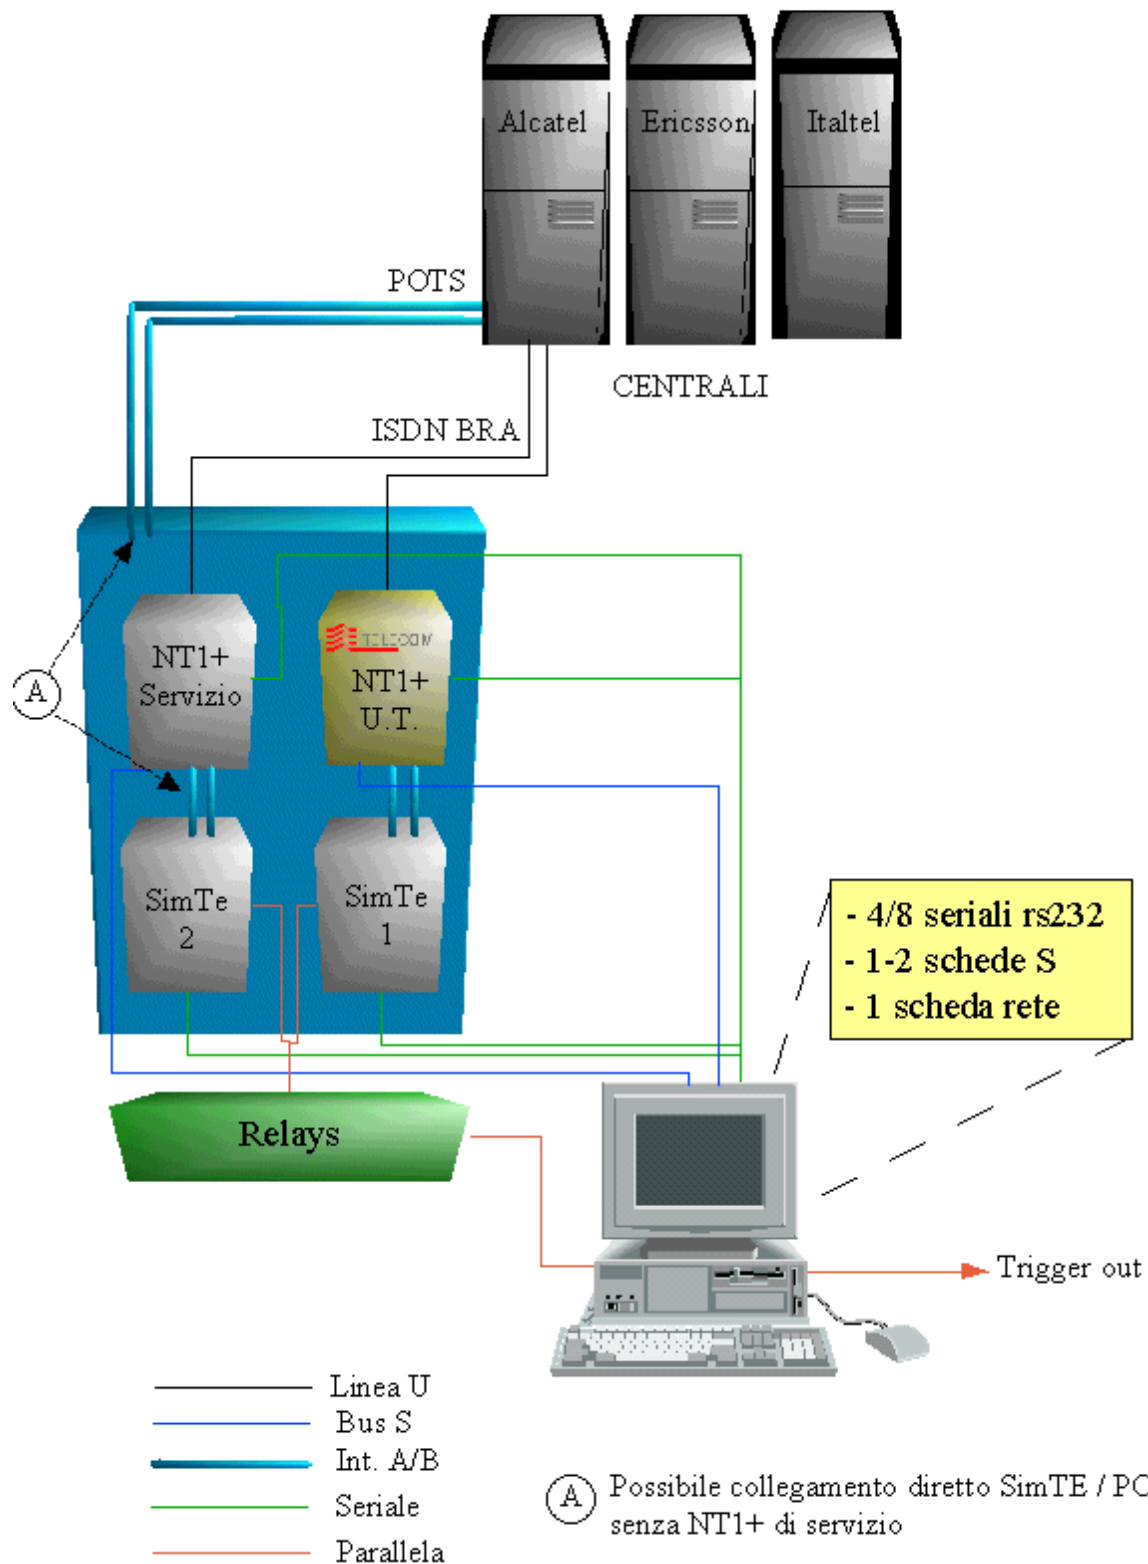 Alcatel
Ericsson
Italtel
POTS
CENTRALI
ISDN BRA
TELECOM
NT1+
Servizio
NT1+
U.T.
A
SimTe
2
SimTe
1
- 4/8 seriali rs232
- 1-2 schede S
- 1 scheda rete
Relays
Trigger out
Linea U
Bus S
Int. A/B
Seriale
Parallela
A Possibile collegamento diretto SimTE / PO
senza NT1+ di servizio